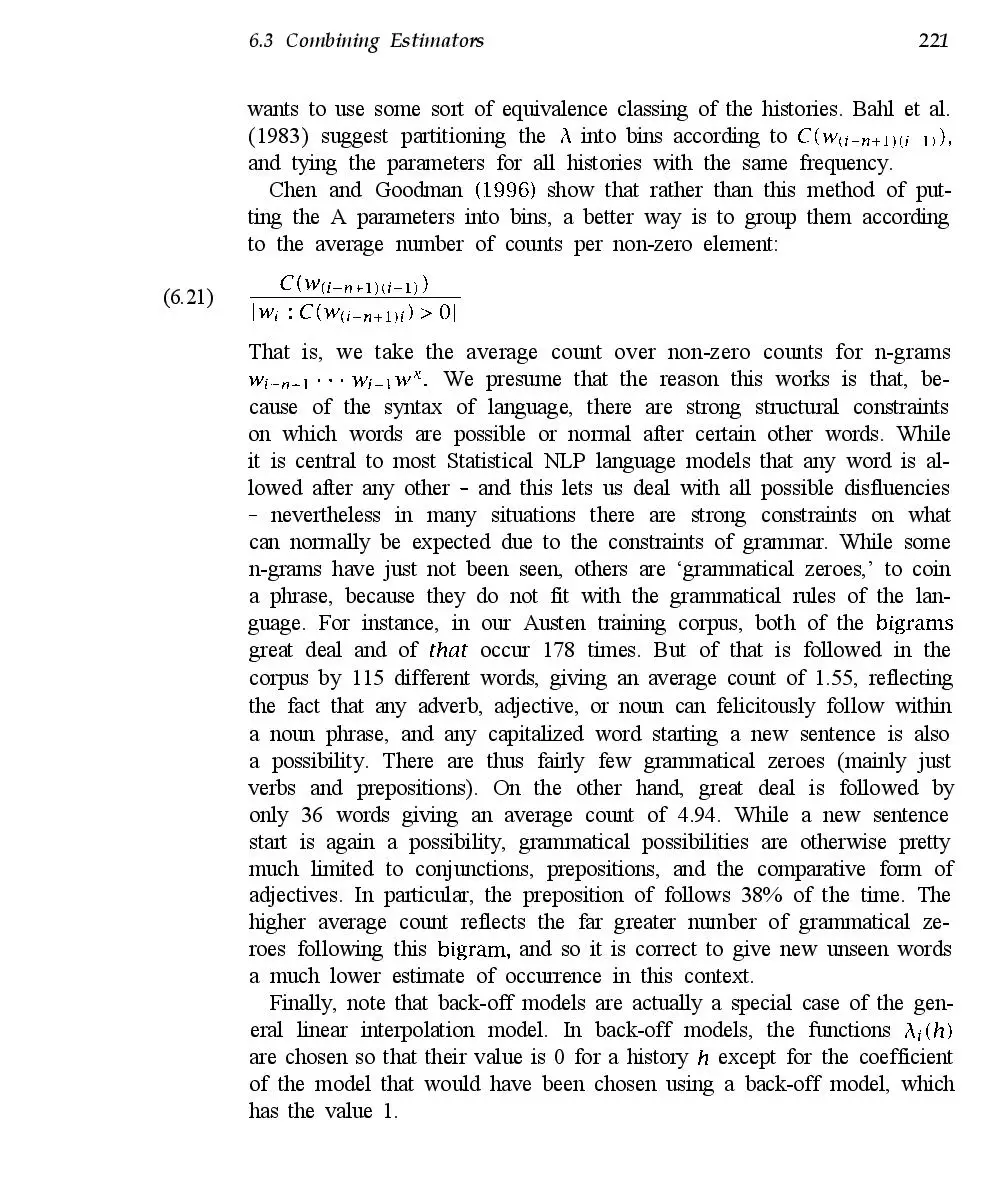 6.3 Combining Estimators 221
wants to use some sort of equivalence classing of the histories. Bahl et al.
(1983) suggest partitioning the λ into bins according to C(w(i−n+1)(i−1)),
and tying the parameters for all histories with the same frequency.
Chen and Goodman (1996) show that rather than this method of put-
ting the A parameters into bins, a better way is to group them according
to the average number of counts per non-zero element:
(6.21) C(w(i−n+1)(i−1))
|wi : C(w(i−n+1)i) > 0|
That is, we take the average count over non-zero counts for n-grams
wi−n−1 ··· wi−1wx. We presume that the reason this works is that, be-
cause of the syntax of language, there are strong structural constraints
on which words are possible or normal after certain other words. While
it is central to most Statistical NLP language models that any word is al-
lowed after any other – and this lets us deal with all possible disfluencies
– nevertheless in many situations there are strong constraints on what
can normally be expected due to the constraints of grammar. While some
n-grams have just not been seen, others are ‘grammatical zeroes,’ to coin
a phrase, because they do not fit with the grammatical rules of the lan-
guage. For instance, in our Austen training corpus, both of the bigrams
great deal and of that occur 178 times. But of that is followed in the
corpus by 115 different words, giving an average count of 1.55, reflecting
the fact that any adverb, adjective, or noun can felicitously follow within
a noun phrase, and any capitalized word starting a new sentence is also
a possibility. There are thus fairly few grammatical zeroes (mainly just
verbs and prepositions). On the other hand, great deal is followed by
only 36 words giving an average count of 4.94. While a new sentence
start is again a possibility, grammatical possibilities are otherwise pretty
much limited to conjunctions, prepositions, and the comparative form of
adjectives. In particular, the preposition of follows 38% of the time. The
higher average count reflects the far greater number of grammatical ze-
roes following this bigram, and so it is correct to give new unseen words
a much lower estimate of occurrence in this context.
Finally, note that back-off models are actually a special case of the gen-
eral linear interpolation model. In back-off models, the functions λi(h)
are chosen so that their value is 0 for a history h except for the coefficient
of the model that would have been chosen using a back-off model, which
has the value 1.